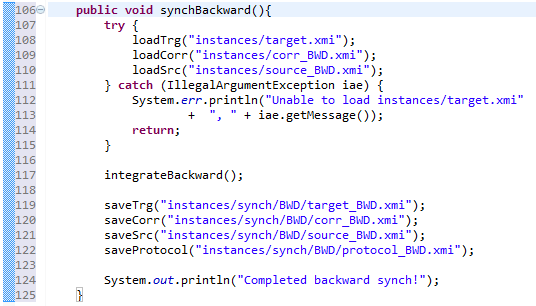 106 public void synchBackward(){
107 try {
108 loadTrg("instances/target.xmi");
109 loadCorr("instances/corr_BWD.xmi");
110 loadSrc("instances/source_BWD.xmi");
111 } catch (IllegalArgumentException iae) {
112 System.err.println("Unable to load instances/target.xmi"
113 + ", " + iae.getMessage());
114 return;
115 }
116
117 integrateBackward();
118
119 saveTrg("instances/synch/BWD/target_BWD.xmi");
120 saveCorr("instances/synch/BWD/corr_BWD.xmi");
121 saveSrc("instances/synch/BWD/source_BWD.xmi");
122 saveProtocol("instances/synch/BWD/protocol_BWD.xmi");
123
124 System.out.println("Completed backward synch!");
125 }